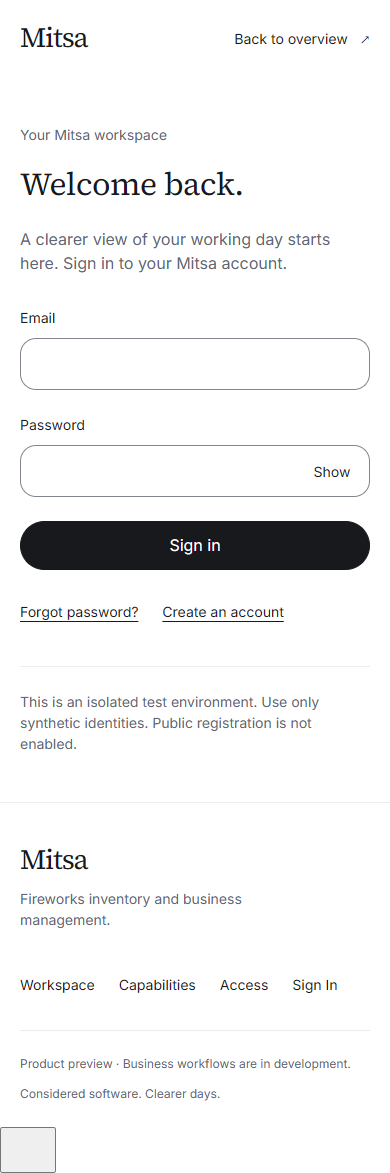 Mitsa
Back to overview ↗
Your Mitsa workspace
Welcome back.
A clearer view of your working day starts
here. Sign in to your Mitsa account.
Email
Password
Show
Sign in
Forgot password? Create an account
This is an isolated test environment. Use only
synthetic identities. Public registration is not
enabled.
Mitsa
Fireworks inventory and business
management.
Workspace Capabilities Access Sign In
Product preview · Business workflows are in development.
Considered software. Clearer days.